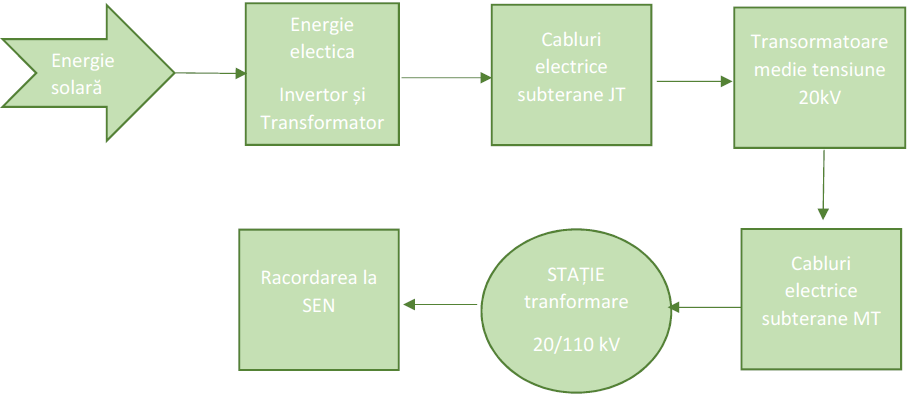 Energie
solară
Energie
electica
Invertor și
Transformator
Cabluri
electrice
subterane JT
Transormatoare
medie tensiune
20kV
Cabluri
electrice
subterane MT
STAȚIE
tranformare
20/110 kV
Racordarea la
SEN